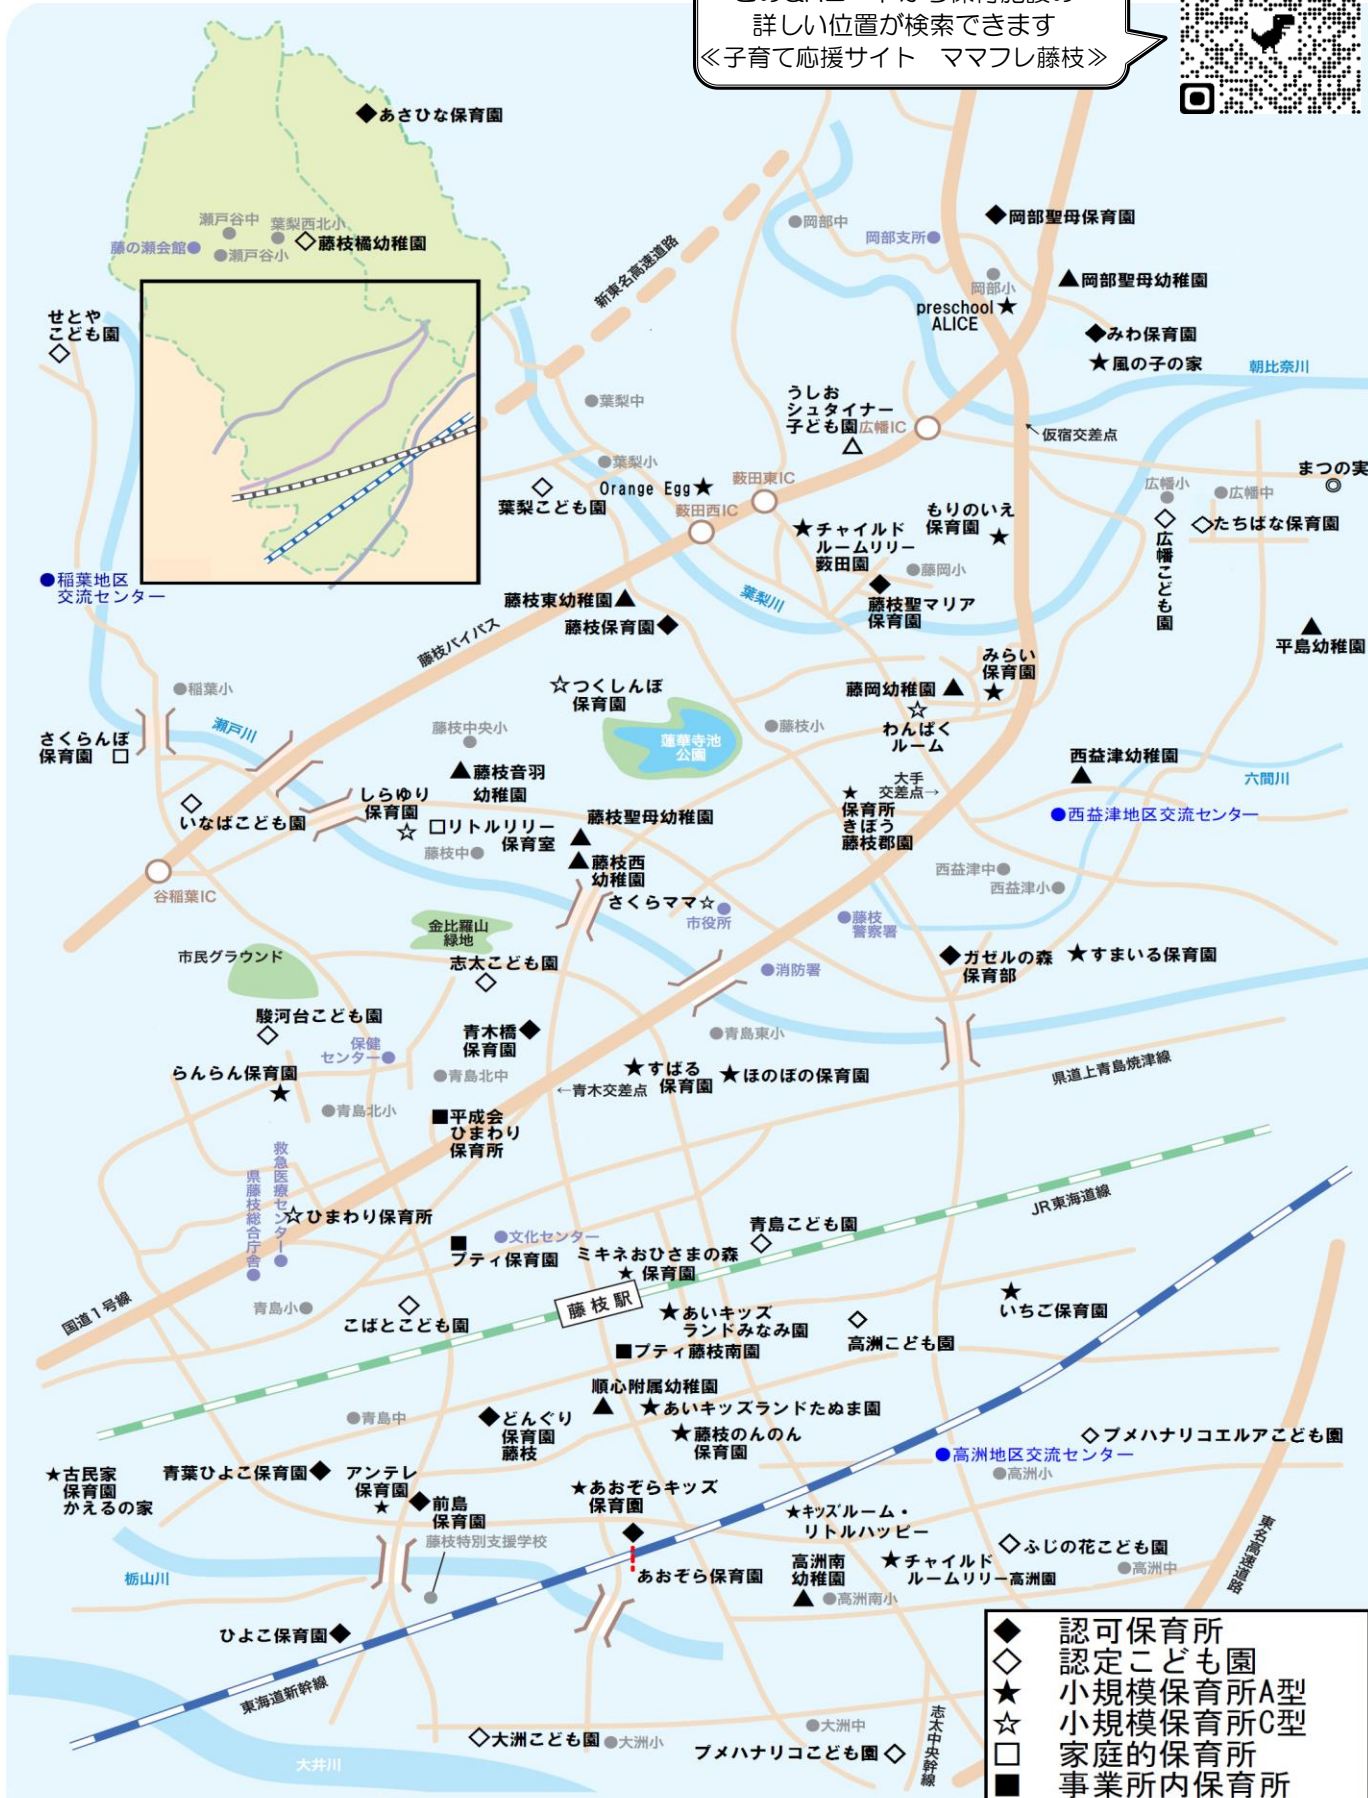 詳しい位置が検索できます
≪子育て応援サイト　ママフレ藤枝≫
◆あさひな保育園
瀬戸谷中
葉梨西北小
藤の瀬会館
瀬戸谷小
◇藤枝橘幼稚園
新東名高速道路
岡部中
岡部支所
◆岡部聖母保育園
岡部小
▲岡部聖母幼稚園
preschool★
ALICE
◆みわ保育園
★風の子の家
朝比奈川
せとや
こども園
◇
葉梨中
うしお
シュタイナー
子ども園
△
広幡IC
←仮宿交差点
葉梨小
◇
葉梨こども園
Orange Egg★
薮田東IC
薮田西IC
★チャイルド
ルームリリー
薮田園
もりのいえ
保育園
★
藤岡小
広幡小
広幡中
まつの実
◎
◇
広幡こども園
◇たちばな保育園
●稲葉地区
交流センター
藤枝東幼稚園▲
藤枝保育園◆
葉梨川
◆
藤枝聖マリア
保育園
▲
平島幼稚園
藤枝バイパス
稲葉小
☆つくしんぼ
保育園
みらい
保育園
★
藤岡幼稚園▲
☆
わんぱく
ルーム
瀬戸川
さくらんぼ
保育園 □
藤枝中央小
蓮華寺池
公園
藤枝小
西益津幼稚園
▲
六間川
▲藤枝音羽
幼稚園
大手
交差点→
★
保育所
きぼう
藤枝郡園
●西益津地区交流センター
◇
いなばこども園
しらゆり
保育園
☆
□リトルリリー
保育室
藤枝中
藤枝聖母幼稚園
▲
▲藤枝西
幼稚園
西益津中
西益津小
谷稲葉IC
さくらママ☆
市役所
藤枝
警察署
金比羅山
緑地
市民グラウンド
志太こども園
◇
消防署
◆ガゼルの森
保育部
★すまいる保育園
駿河台こども園
◇
青木橋◆
保育園
保健
センター
青島東小
らんらん保育園
★
青島北中
★すばる
保育園
★ほのぼの保育園
県道上青島焼津線
←青木交差点
青島北小
■平成会
ひまわり
保育所
救急医療センター
県藤枝総合庁舎
JR東海道線
☆ひまわり保育所
文化センター
■
プティ保育園
青島こども園
◇
ミキネおひさまの森
★保育園
国道１号線
青島小
◇
こばとこども園
藤枝駅
★あいキッズ
ランドみなみ園
◇
高洲こども園
★
いちご保育園
■プティ藤枝南園
順心附属幼稚園
▲
★あいキッズランドたぬま園
青島中
◆どんぐり
保育園
藤枝
★藤枝のんのん
保育園
◇プメハナリコエルアこども園
●高洲地区交流センター
高洲小
★古民家
保育園
かえるの家
青葉ひよこ保育園◆
アンテレ
保育園
★
◆前島
保育園
★あおぞらキッズ
保育園
◆
あおぞら保育園
★キッズルーム・
リトルハッピー
東名高速道路
藤枝特別支援学校
◇ふじの花こども園
高洲中
高洲南
幼稚園
▲
高洲南小
★チャイルド
ルームリリー高洲園
栃山川
ひよこ保育園◆
東海道新幹線
大井川
◇大洲こども園
大洲小
大洲中
プメハナリコこども園◇
志太中央幹線
◆ 認可保育所
◇ 認定こども園
★ 小規模保育所A型
☆ 小規模保育所C型
□ 家庭的保育所
■ 事業所内保育所